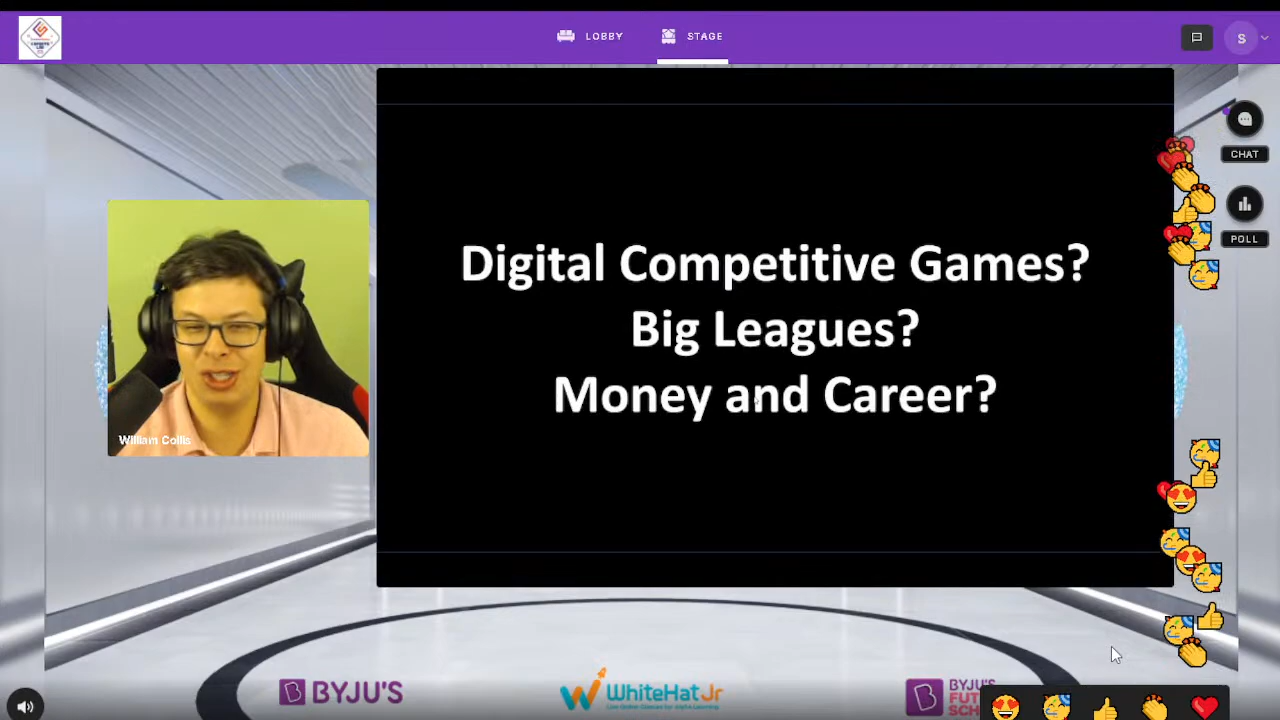 LOBBY
STAGE
S
CHAT
POLL
Digital Competitive Games?
Big Leagues?
Money and Career?
William Collis
BYJU'S
WhiteHat Jr
BYJU'S